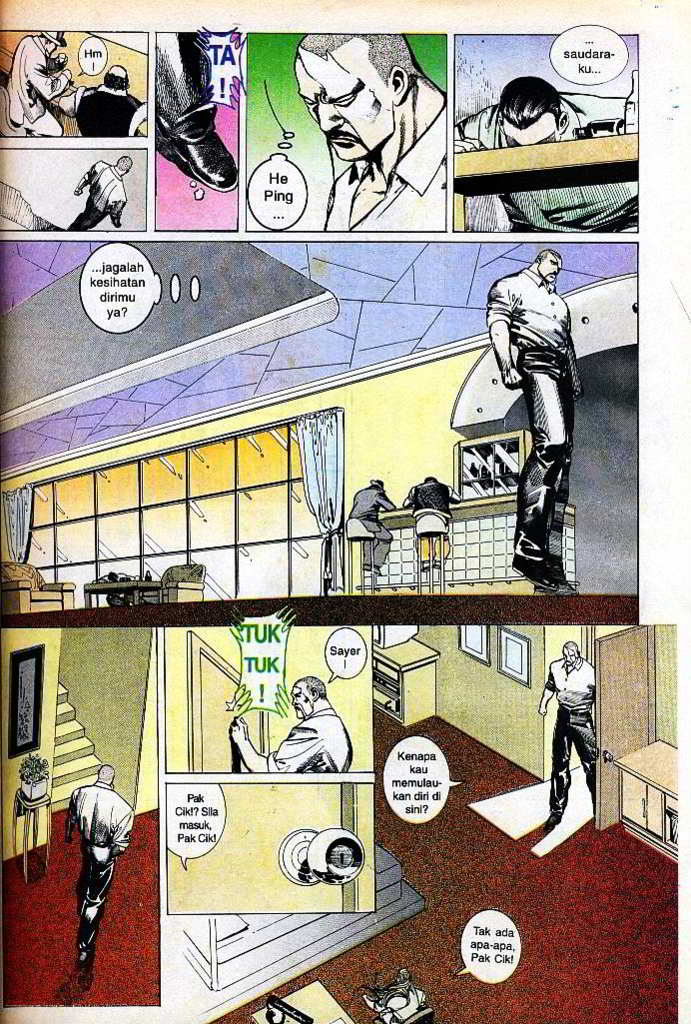 Hm
!
TA
!
He
Ping
...
...
saudara-
ku...
...jagalah
kesihatan
dirimu
ya?
TUK
TUK
!
Sayer
!
Pak
Cik!? Sila
masuk,
Pak Cik!
Kenapa
kau
memulau-
kan diri di
sini?
Tak ada
apa-apa,
Pak Cik!